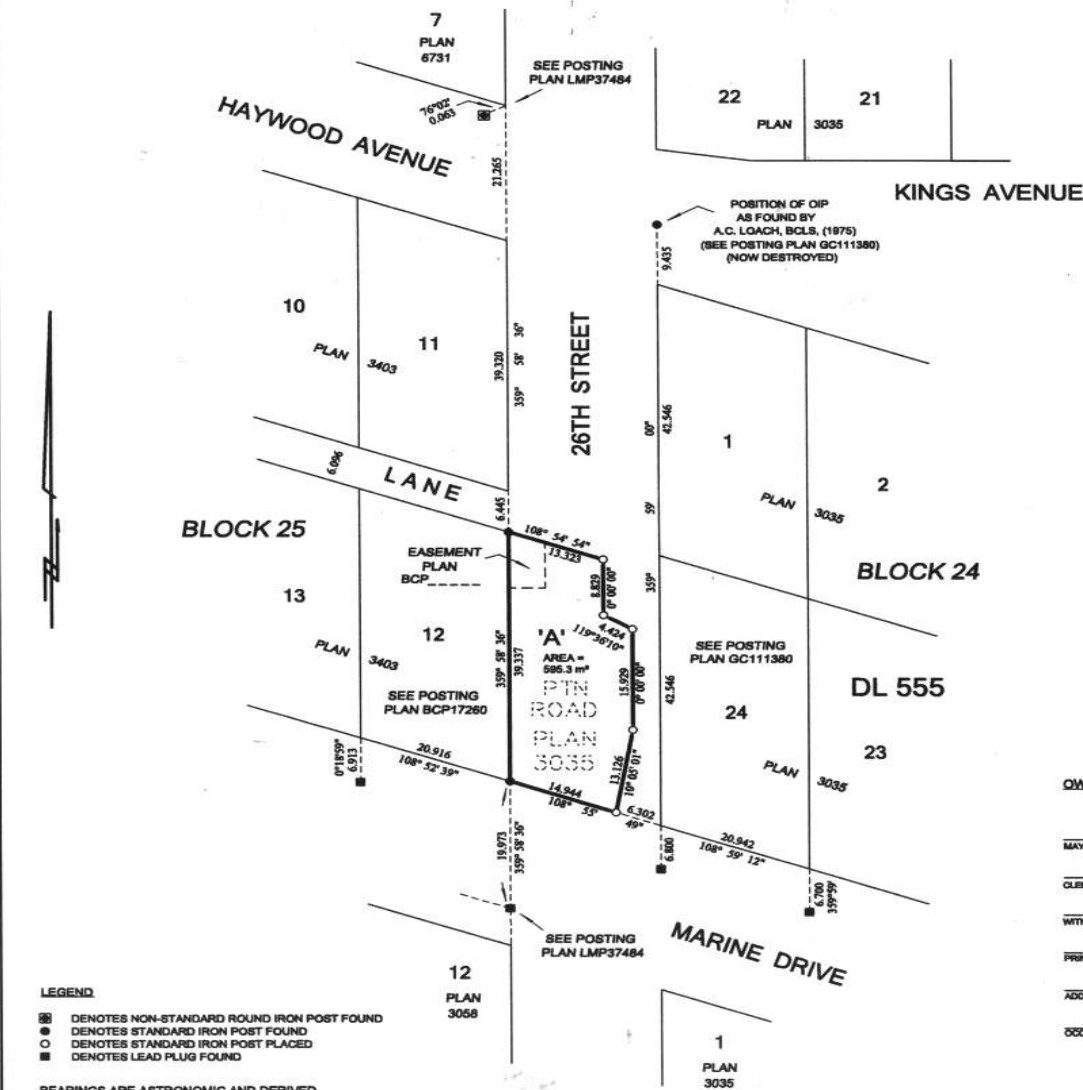 7
PLAN
6731
SEE POSTING
PLAN LMP37484
76°02'
0.063
HAYWOOD AVENUE
21.265
22
21
PLAN 3035
KINGS AVENUE
POSITION OF OIP
AS FOUND BY
A.C. LOACH, BCLS, (1975)
(SEE POSTING PLAN GC111380)
(NOW DESTROYED)
9.435
10
11
PLAN 3403
39.320
359° 58' 36"
26TH STREET
1
2
PLAN 3035
359° 59' 00"
42.546
6.096
LANE
6.445
BLOCK 25
BLOCK 24
108° 54' 54"
13.323
EASEMENT
PLAN
BCP
8.829
0° 00' 00"
4.424
119°36'10"
13
12
PLAN 3403
359° 58' 36"
39.337
'A'
AREA =
595.3 m²
PTN
ROAD
PLAN
3035
15.929
0° 00' 00"
SEE POSTING
PLAN GC111380
42.546
DL 555
24
23
PLAN 3035
SEE POSTING
PLAN BCP17260
0°18'59"
6.913
20.916
108° 52' 39"
13.126
10° 05' 01"
14.944
108° 55' 49"
6.302
20.942
108° 59' 12"
6.800
6.700
359°59'
19.973
359° 58' 36"
SEE POSTING
PLAN LMP37484
MARINE DRIVE
12
PLAN
3058
1
PLAN
3035
LEGEND
DENOTES NON-STANDARD ROUND IRON POST FOUND
DENOTES STANDARD IRON POST FOUND
DENOTES STANDARD IRON POST PLACED
DENOTES LEAD PLUG FOUND
BEARINGS ARE ASTRONOMIC AND DERIVED
OW
MAY
CLE
WIT
PRI
ADD
OCC